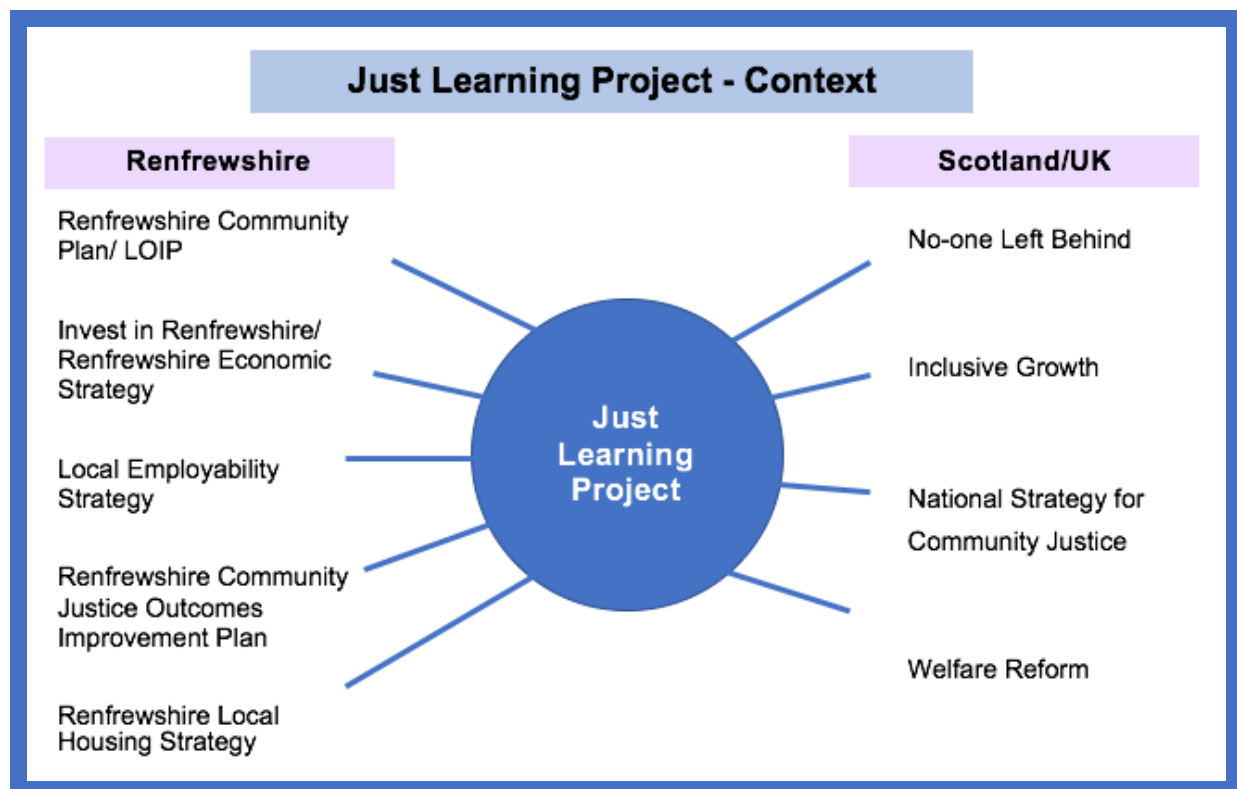 Just Learning Project - Context
Renfrewshire
Renfrewshire Community
Plan/ LOIP
Invest in Renfrewshire/
Renfrewshire Economic
Strategy
Local Employability
Strategy
Renfrewshire Community
Justice Outcomes
Improvement Plan
Renfrewshire Local
Housing Strategy
Just
Learning
Project
Scotland/UK
No-one Left Behind
Inclusive Growth
National Strategy for
Community Justice
Welfare Reform